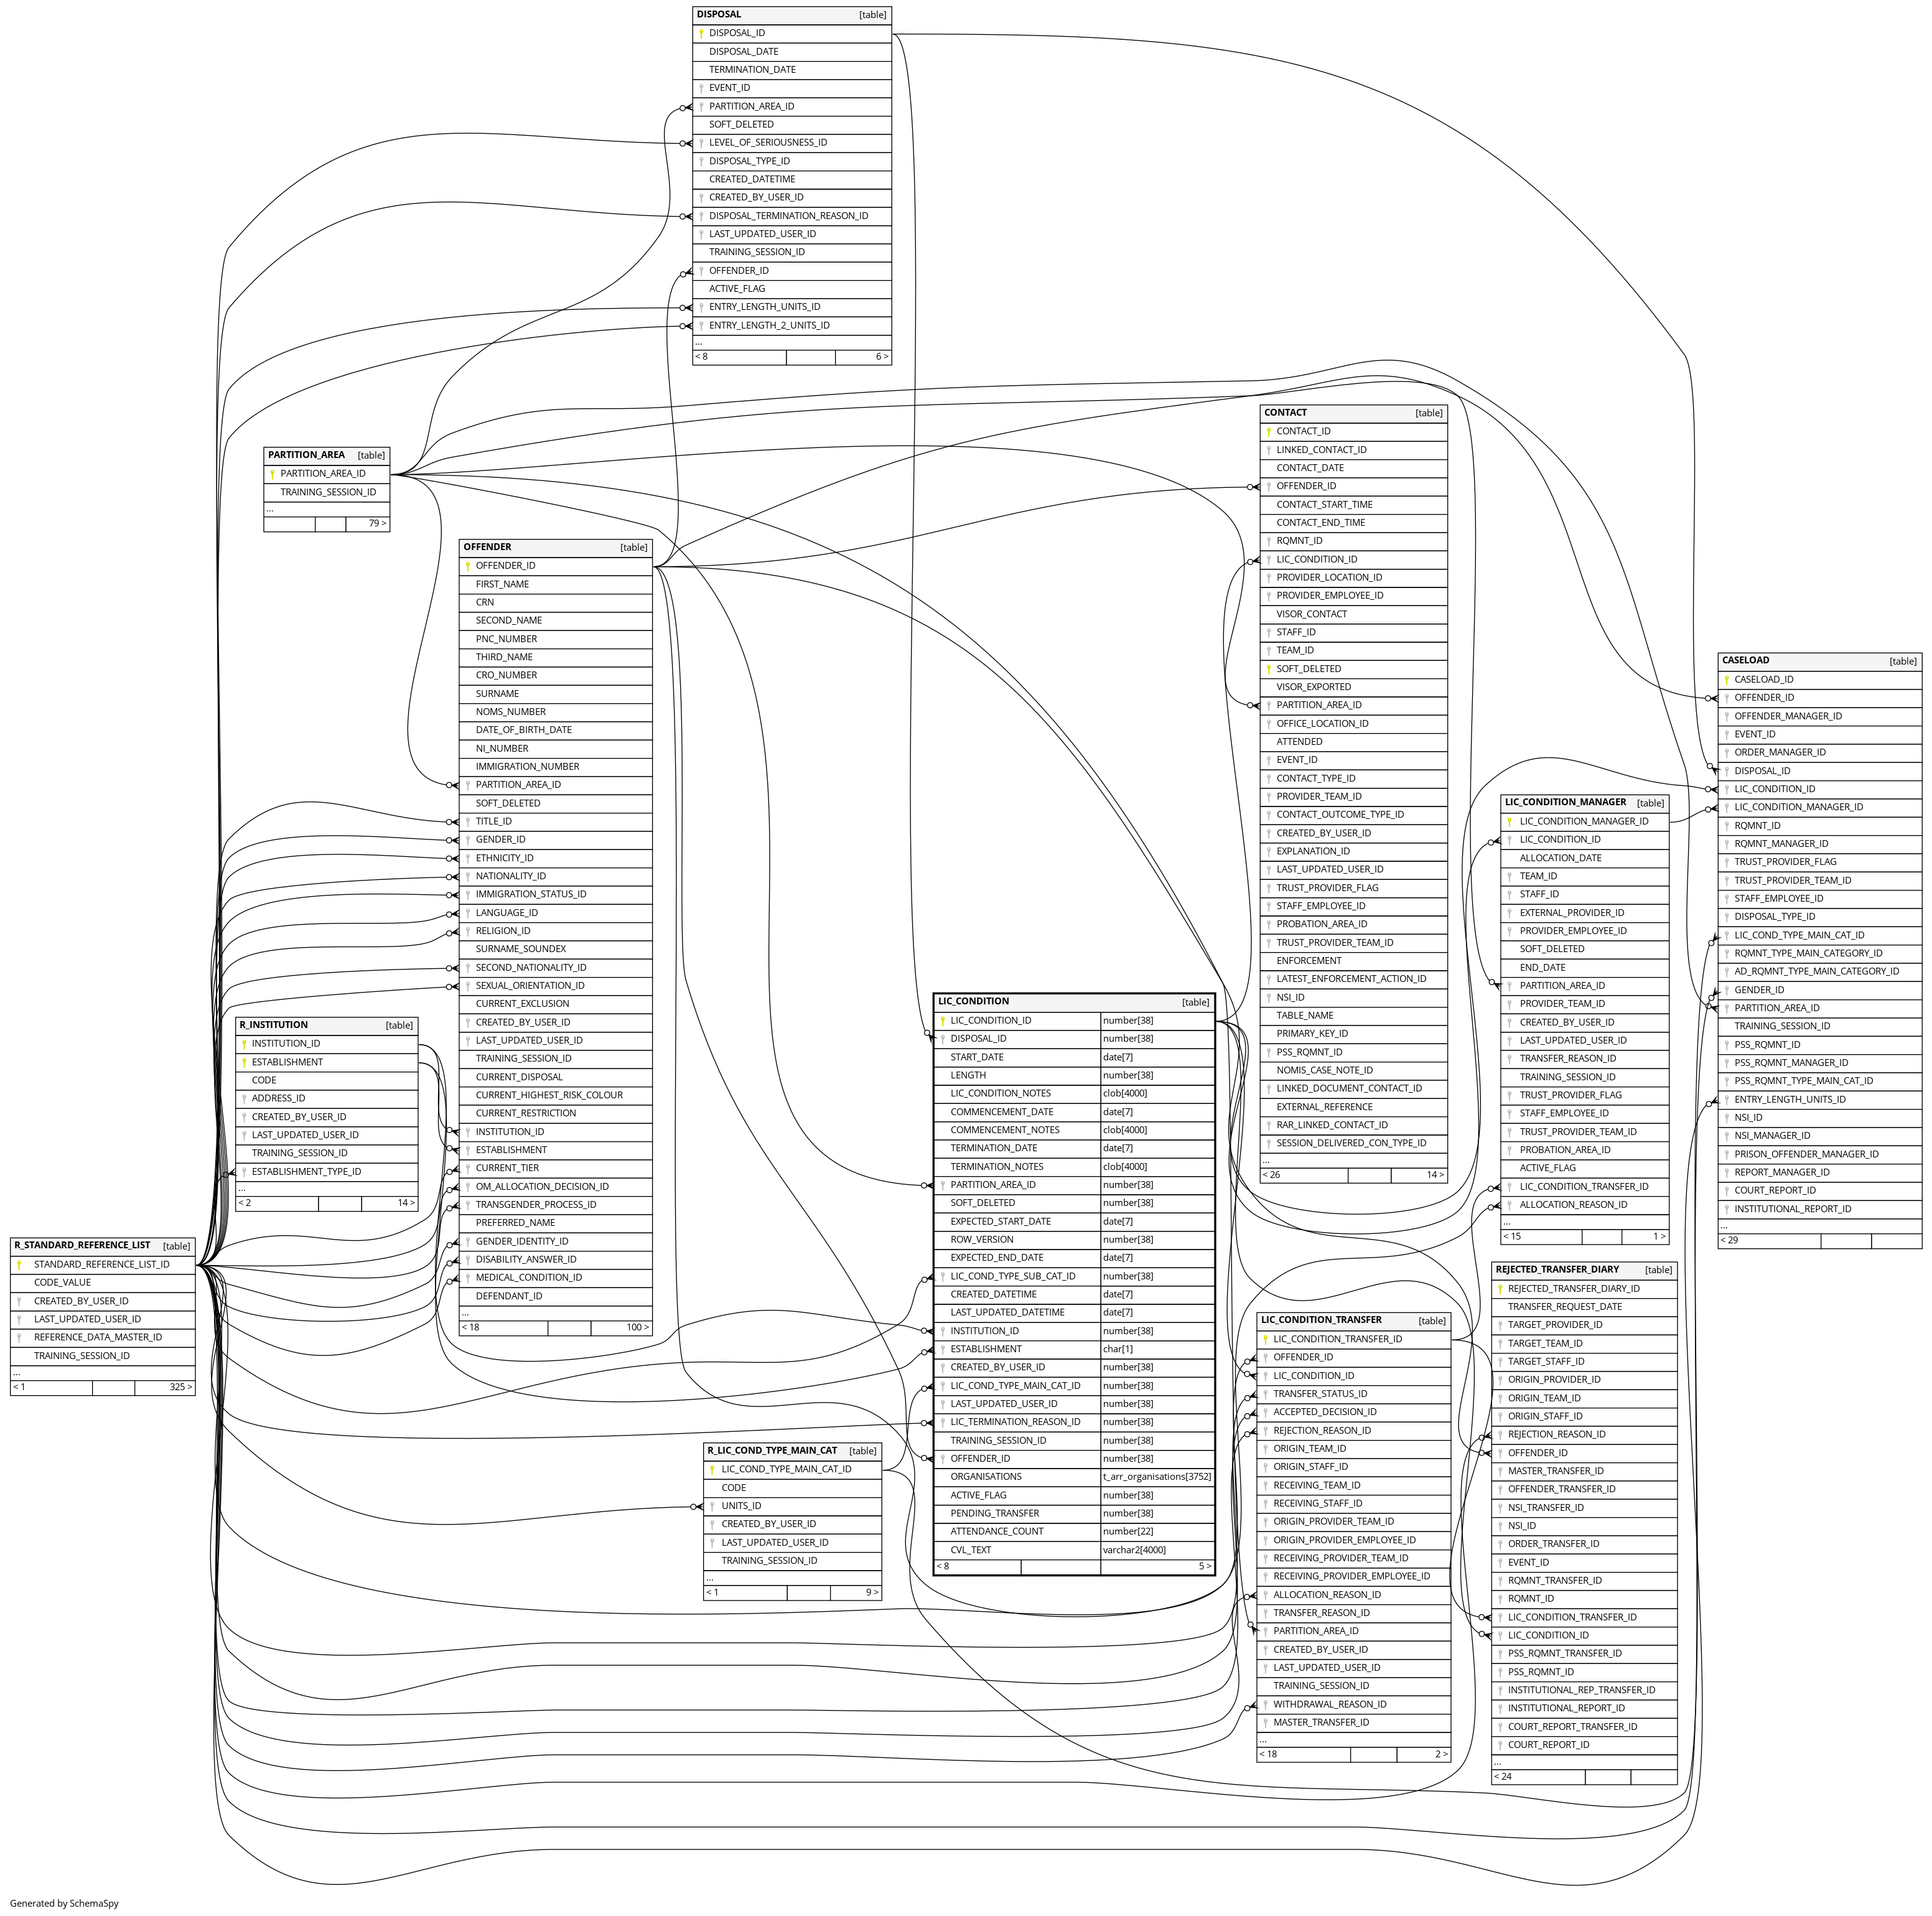 DISPOSAL [table]
DISPOSAL_ID
DISPOSAL_DATE
TERMINATION_DATE
EVENT_ID
PARTITION_AREA_ID
SOFT_DELETED
LEVEL_OF_SERIOUSNESS_ID
DISPOSAL_TYPE_ID
CREATED_DATETIME
CREATED_BY_USER_ID
DISPOSAL_TERMINATION_REASON_ID
LAST_UPDATED_USER_ID
TRAINING_SESSION_ID
OFFENDER_ID
ACTIVE_FLAG
ENTRY_LENGTH_UNITS_ID
ENTRY_LENGTH_2_UNITS_ID
...
< 8 6 >
PARTITION_AREA [table]
PARTITION_AREA_ID
TRAINING_SESSION_ID
...
79 >
OFFENDER [table]
OFFENDER_ID
FIRST_NAME
CRN
SECOND_NAME
PNC_NUMBER
THIRD_NAME
CRO_NUMBER
SURNAME
NOMS_NUMBER
DATE_OF_BIRTH_DATE
NI_NUMBER
IMMIGRATION_NUMBER
PARTITION_AREA_ID
SOFT_DELETED
TITLE_ID
GENDER_ID
ETHNICITY_ID
NATIONALITY_ID
IMMIGRATION_STATUS_ID
LANGUAGE_ID
RELIGION_ID
SURNAME_SOUNDEX
SECOND_NATIONALITY_ID
SEXUAL_ORIENTATION_ID
CURRENT_EXCLUSION
CREATED_BY_USER_ID
LAST_UPDATED_USER_ID
TRAINING_SESSION_ID
CURRENT_DISPOSAL
CURRENT_HIGHEST_RISK_COLOUR
CURRENT_RESTRICTION
INSTITUTION_ID
ESTABLISHMENT
CURRENT_TIER
OM_ALLOCATION_DECISION_ID
TRANSGENDER_PROCESS_ID
PREFERRED_NAME
GENDER_IDENTITY_ID
DISABILITY_ANSWER_ID
MEDICAL_CONDITION_ID
DEFENDANT_ID
...
< 18 100 >
R_INSTITUTION [table]
INSTITUTION_ID
ESTABLISHMENT
CODE
ADDRESS_ID
CREATED_BY_USER_ID
LAST_UPDATED_USER_ID
TRAINING_SESSION_ID
ESTABLISHMENT_TYPE_ID
...
< 2 14 >
R_STANDARD_REFERENCE_LIST [table]
STANDARD_REFERENCE_LIST_ID
CODE_VALUE
CREATED_BY_USER_ID
LAST_UPDATED_USER_ID
REFERENCE_DATA_MASTER_ID
TRAINING_SESSION_ID
...
< 1 325 >
R_LIC_COND_TYPE_MAIN_CAT [table]
LIC_COND_TYPE_MAIN_CAT_ID
CODE
UNITS_ID
CREATED_BY_USER_ID
LAST_UPDATED_USER_ID
TRAINING_SESSION_ID
...
< 1 9 >
LIC_CONDITION [table]
LIC_CONDITION_ID number[38]
DISPOSAL_ID number[38]
START_DATE date[7]
LENGTH number[38]
LIC_CONDITION_NOTES clob[4000]
COMMENCEMENT_DATE date[7]
COMMENCEMENT_NOTES clob[4000]
TERMINATION_DATE date[7]
TERMINATION_NOTES clob[4000]
PARTITION_AREA_ID number[38]
SOFT_DELETED number[38]
EXPECTED_START_DATE date[7]
ROW_VERSION number[38]
EXPECTED_END_DATE date[7]
LIC_COND_TYPE_SUB_CAT_ID number[38]
CREATED_DATETIME date[7]
LAST_UPDATED_DATETIME date[7]
INSTITUTION_ID number[38]
ESTABLISHMENT char[1]
CREATED_BY_USER_ID number[38]
LIC_COND_TYPE_MAIN_CAT_ID number[38]
LAST_UPDATED_USER_ID number[38]
LIC_TERMINATION_REASON_ID number[38]
TRAINING_SESSION_ID number[38]
OFFENDER_ID number[38]
ORGANISATIONS t_arr_organisations[3752]
ACTIVE_FLAG number[38]
PENDING_TRANSFER number[38]
ATTENDANCE_COUNT number[22]
CVL_TEXT varchar2[4000]
< 8 5 >
CONTACT [table]
CONTACT_ID
LINKED_CONTACT_ID
CONTACT_DATE
OFFENDER_ID
CONTACT_START_TIME
CONTACT_END_TIME
RQMNT_ID
LIC_CONDITION_ID
PROVIDER_LOCATION_ID
PROVIDER_EMPLOYEE_ID
VISOR_CONTACT
STAFF_ID
TEAM_ID
SOFT_DELETED
VISOR_EXPORTED
PARTITION_AREA_ID
OFFICE_LOCATION_ID
ATTENDED
EVENT_ID
CONTACT_TYPE_ID
PROVIDER_TEAM_ID
CONTACT_OUTCOME_TYPE_ID
CREATED_BY_USER_ID
EXPLANATION_ID
LAST_UPDATED_USER_ID
TRUST_PROVIDER_FLAG
STAFF_EMPLOYEE_ID
PROBATION_AREA_ID
TRUST_PROVIDER_TEAM_ID
ENFORCEMENT
LATEST_ENFORCEMENT_ACTION_ID
NSI_ID
TABLE_NAME
PRIMARY_KEY_ID
PSS_RQMNT_ID
NOMIS_CASE_NOTE_ID
LINKED_DOCUMENT_CONTACT_ID
EXTERNAL_REFERENCE
RAR_LINKED_CONTACT_ID
SESSION_DELIVERED_CON_TYPE_ID
...
< 26 14 >
LIC_CONDITION_TRANSFER [table]
LIC_CONDITION_TRANSFER_ID
OFFENDER_ID
LIC_CONDITION_ID
TRANSFER_STATUS_ID
ACCEPTED_DECISION_ID
REJECTION_REASON_ID
ORIGIN_TEAM_ID
ORIGIN_STAFF_ID
RECEIVING_TEAM_ID
RECEIVING_STAFF_ID
ORIGIN_PROVIDER_TEAM_ID
ORIGIN_PROVIDER_EMPLOYEE_ID
RECEIVING_PROVIDER_TEAM_ID
RECEIVING_PROVIDER_EMPLOYEE_ID
ALLOCATION_REASON_ID
TRANSFER_REASON_ID
PARTITION_AREA_ID
CREATED_BY_USER_ID
LAST_UPDATED_USER_ID
TRAINING_SESSION_ID
WITHDRAWAL_REASON_ID
MASTER_TRANSFER_ID
...
< 18 2 >
LIC_CONDITION_MANAGER [table]
LIC_CONDITION_MANAGER_ID
LIC_CONDITION_ID
ALLOCATION_DATE
TEAM_ID
STAFF_ID
EXTERNAL_PROVIDER_ID
PROVIDER_EMPLOYEE_ID
SOFT_DELETED
END_DATE
PARTITION_AREA_ID
PROVIDER_TEAM_ID
CREATED_BY_USER_ID
LAST_UPDATED_USER_ID
TRANSFER_REASON_ID
TRAINING_SESSION_ID
TRUST_PROVIDER_FLAG
STAFF_EMPLOYEE_ID
TRUST_PROVIDER_TEAM_ID
PROBATION_AREA_ID
ACTIVE_FLAG
LIC_CONDITION_TRANSFER_ID
ALLOCATION_REASON_ID
...
< 15 1 >
REJECTED_TRANSFER_DIARY [table]
REJECTED_TRANSFER_DIARY_ID
TRANSFER_REQUEST_DATE
TARGET_PROVIDER_ID
TARGET_TEAM_ID
TARGET_STAFF_ID
ORIGIN_PROVIDER_ID
ORIGIN_TEAM_ID
ORIGIN_STAFF_ID
REJECTION_REASON_ID
OFFENDER_ID
MASTER_TRANSFER_ID
OFFENDER_TRANSFER_ID
NSI_TRANSFER_ID
NSI_ID
ORDER_TRANSFER_ID
EVENT_ID
RQMNT_TRANSFER_ID
RQMNT_ID
LIC_CONDITION_TRANSFER_ID
LIC_CONDITION_ID
PSS_RQMNT_TRANSFER_ID
PSS_RQMNT_ID
INSTITUTIONAL_REP_TRANSFER_ID
INSTITUTIONAL_REPORT_ID
COURT_REPORT_TRANSFER_ID
COURT_REPORT_ID
...
< 24
CASELOAD [table]
CASELOAD_ID
OFFENDER_ID
OFFENDER_MANAGER_ID
EVENT_ID
ORDER_MANAGER_ID
DISPOSAL_ID
LIC_CONDITION_ID
LIC_CONDITION_MANAGER_ID
RQMNT_ID
RQMNT_MANAGER_ID
TRUST_PROVIDER_FLAG
TRUST_PROVIDER_TEAM_ID
STAFF_EMPLOYEE_ID
DISPOSAL_TYPE_ID
LIC_COND_TYPE_MAIN_CAT_ID
RQMNT_TYPE_MAIN_CATEGORY_ID
AD_RQMNT_TYPE_MAIN_CATEGORY_ID
GENDER_ID
PARTITION_AREA_ID
TRAINING_SESSION_ID
PSS_RQMNT_ID
PSS_RQMNT_MANAGER_ID
PSS_RQMNT_TYPE_MAIN_CAT_ID
ENTRY_LENGTH_UNITS_ID
NSI_ID
NSI_MANAGER_ID
PRISON_OFFENDER_MANAGER_ID
REPORT_MANAGER_ID
COURT_REPORT_ID
INSTITUTIONAL_REPORT_ID
...
< 29
Generated by SchemaSpy